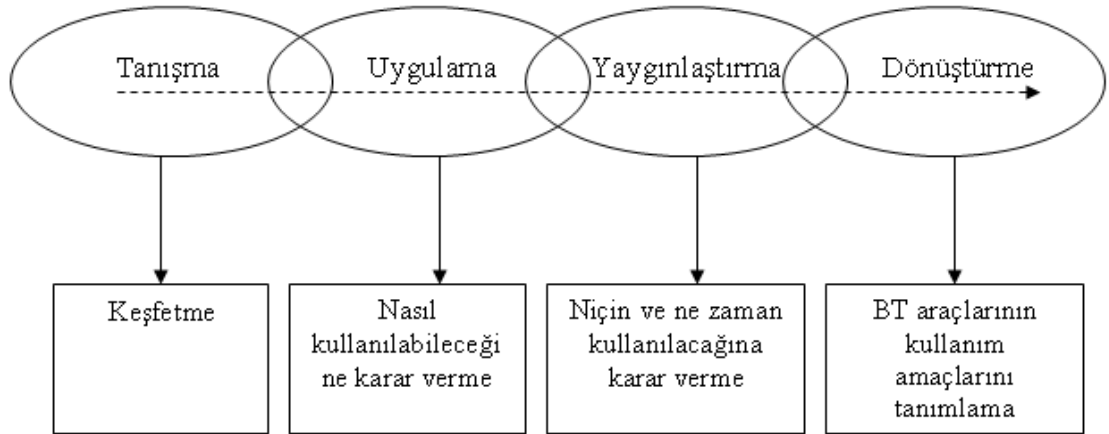 Tanışma
Uygulama
Yaygınlaştırma
Dönüştürme
Keşfetme
Nasıl
kullanılabileceği
ne karar verme
Niçin ve ne zaman
kullanılacağına
karar verme
BT araçlarının
kullanım
amaçlarını
tanımlama